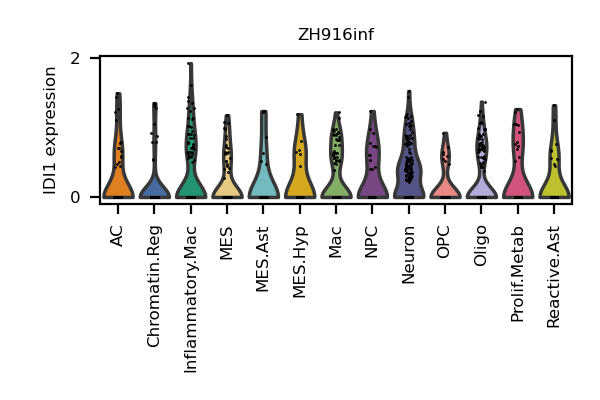 ZH916inf
IDI1 expression
2
0
AC
Chromatin.Reg
Inflammatory.Mac
MES
MES.Ast
MES.Hyp
Mac
NPC
Neuron
OPC
Oligo
Prolif.Metab
Reactive.Ast